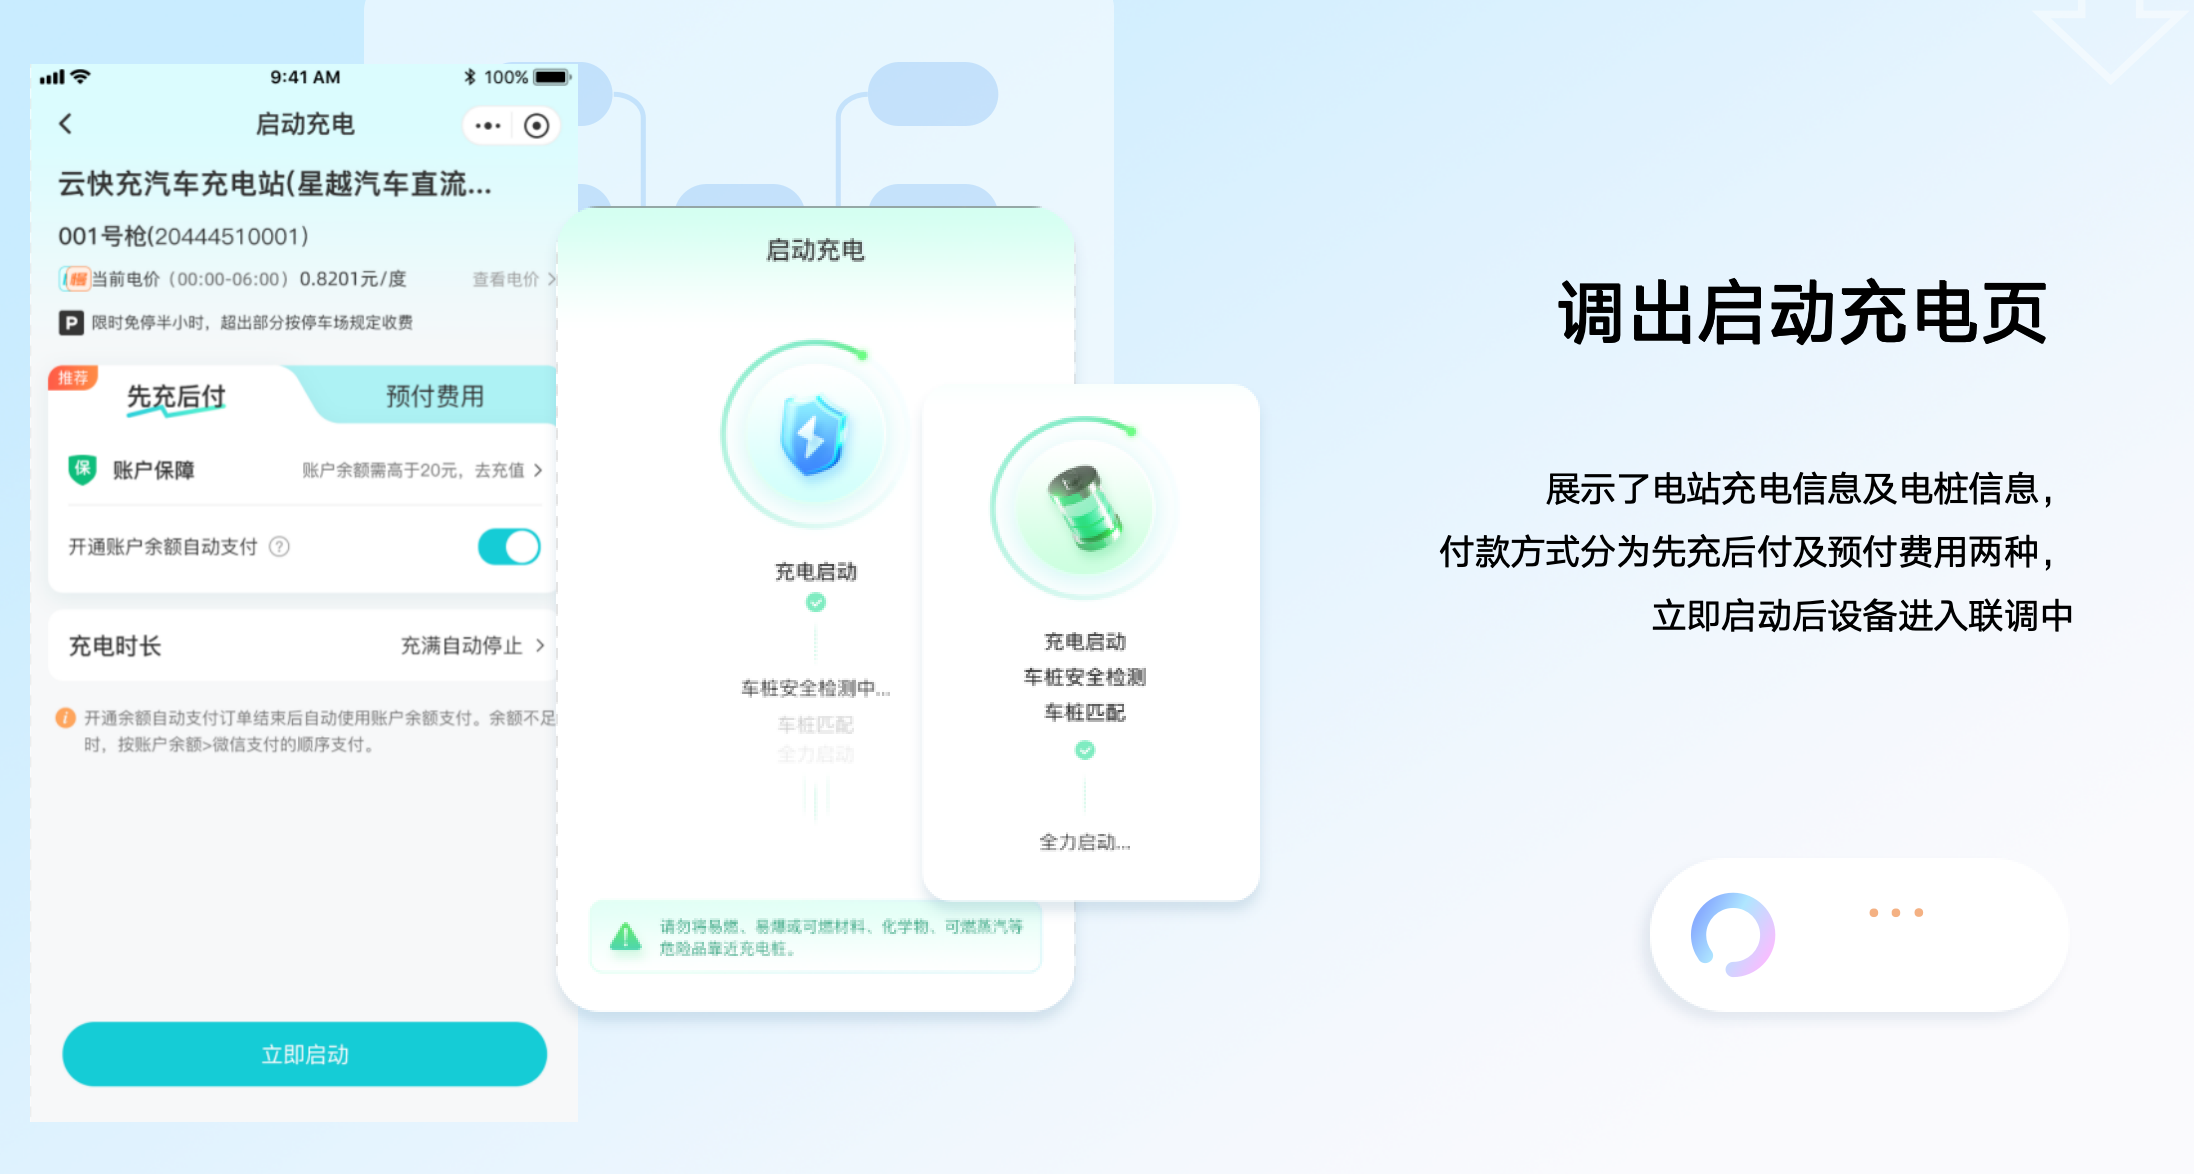 9:41 AM
100%
启动充电
云快充汽车充电站(星越汽车直流...
001号枪(20444510001)
当前电价（00:00-06:00）0.8201元/度
查看电价
P 限时免停半小时，超出部分按停车场规定收费
推荐
先充后付
预付费用
保 账户保障
账户余额需高于20元，去充值
开通账户余额自动支付 ?
充电时长
充满自动停止
开通余额自动支付订单结束后自动使用账户余额支付。余额不足
时，按账户余额>微信支付的顺序支付。
立即启动
启动充电
充电启动
车桩安全检测中...
车桩匹配
全力启动
请勿将易燃、易爆或可燃材料、化学物、可燃蒸汽等
危险品靠近充电桩。
充电启动
车桩安全检测
车桩匹配
全力启动...
调出启动充电页
展示了电站充电信息及电桩信息，
付款方式分为先充后付及预付费用两种，
立即启动后设备进入联调中